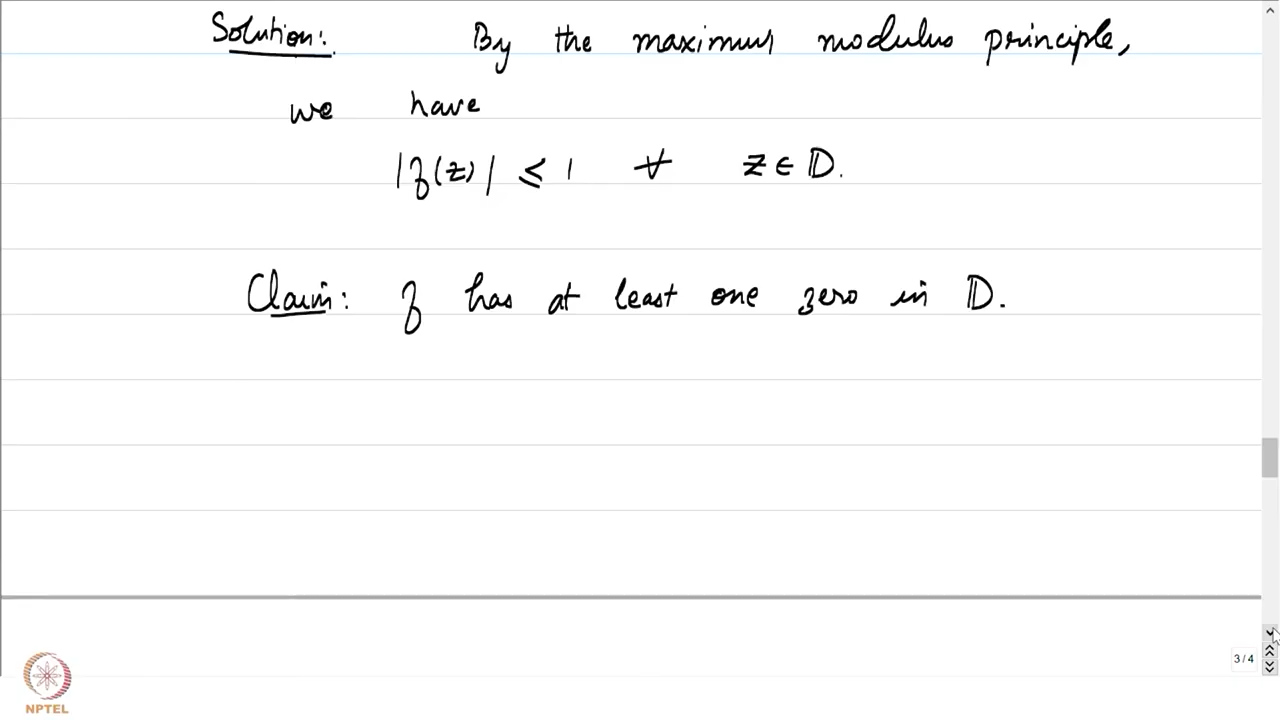 Solution: By the maximum modulus principle,
we have
|f(z)| ≤ 1 ∀ z ∈ 𝔻.
Claim: f has at least one zero in 𝔻.
3 / 4
NPTEL